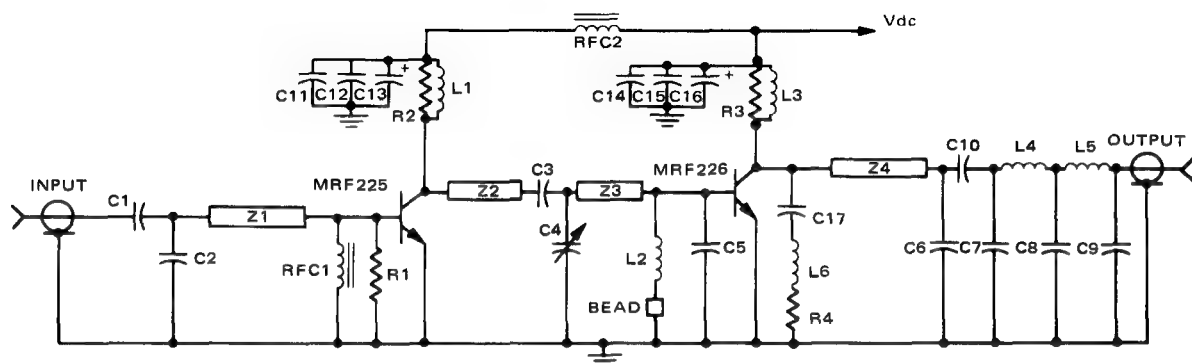 Vdc
RFC2
C11 C12 C13 +
R2
L1
C14 C15 C16 +
R3
L3
INPUT
C1
C2
Z1
RFC1
R1
MRF225
Z2
C3
C4
Z3
L2
BEAD
C5
MRF226
C17
L6
R4
Z4
C6
C10
C7
L4
C8
L5
C9
OUTPUT